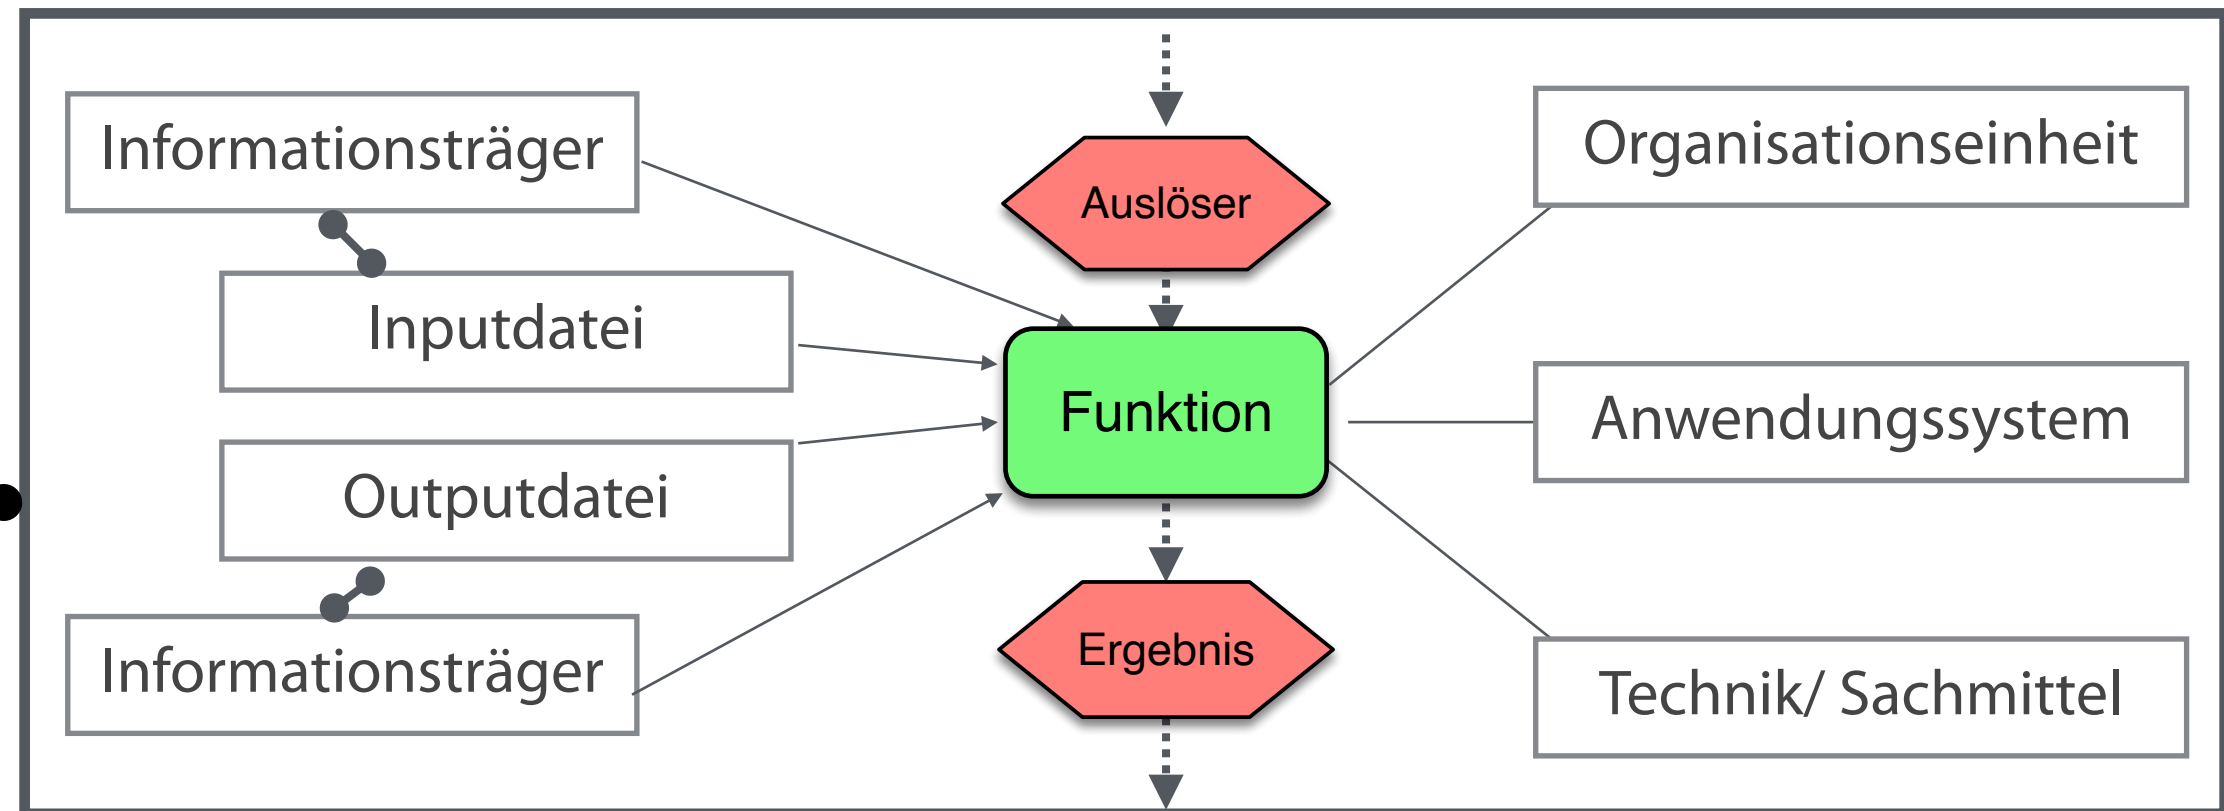 Informationsträger
Inputdatei
Outputdatei
Informationsträger
Auslöser
Funktion
Ergebnis
Organisationseinheit
Anwendungssystem
Technik/ Sachmittel